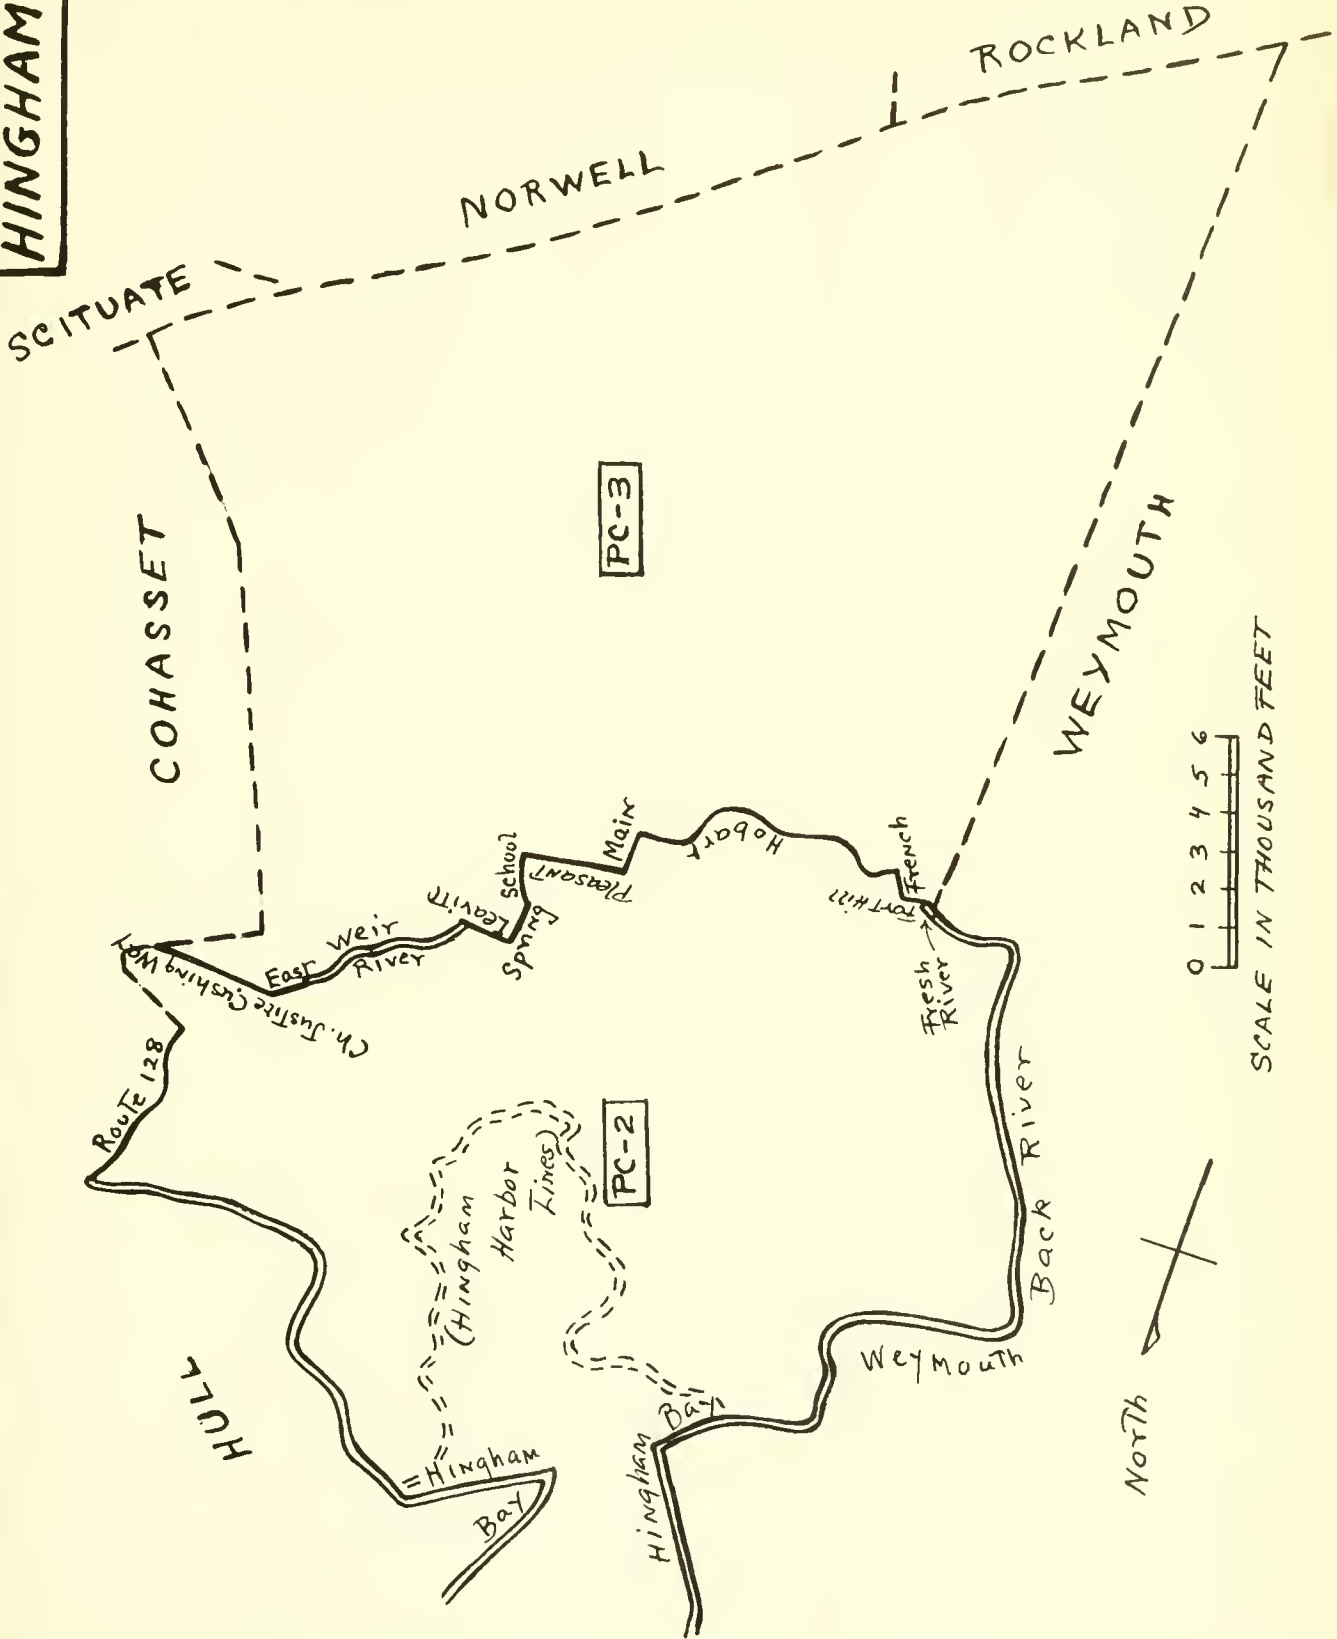 HINGHAM
ROCKLAND
NORWELL
SCITUATE
COHASSET
PC-3
WEYMOUTH
Main
School
Pleasant
Hobart
French
Fort Hill
Leavitt
Spring
Weir
River
East
Ch. Justice Cushing Way
Route 128
Fresh
River
0 1 2 3 4 5 6
SCALE IN THOUSAND FEET
PC-2
(Hingham
Harbor
Lines)
Back River
Weymouth
HULL
Hingham
Bay
Hingham
Bay
North